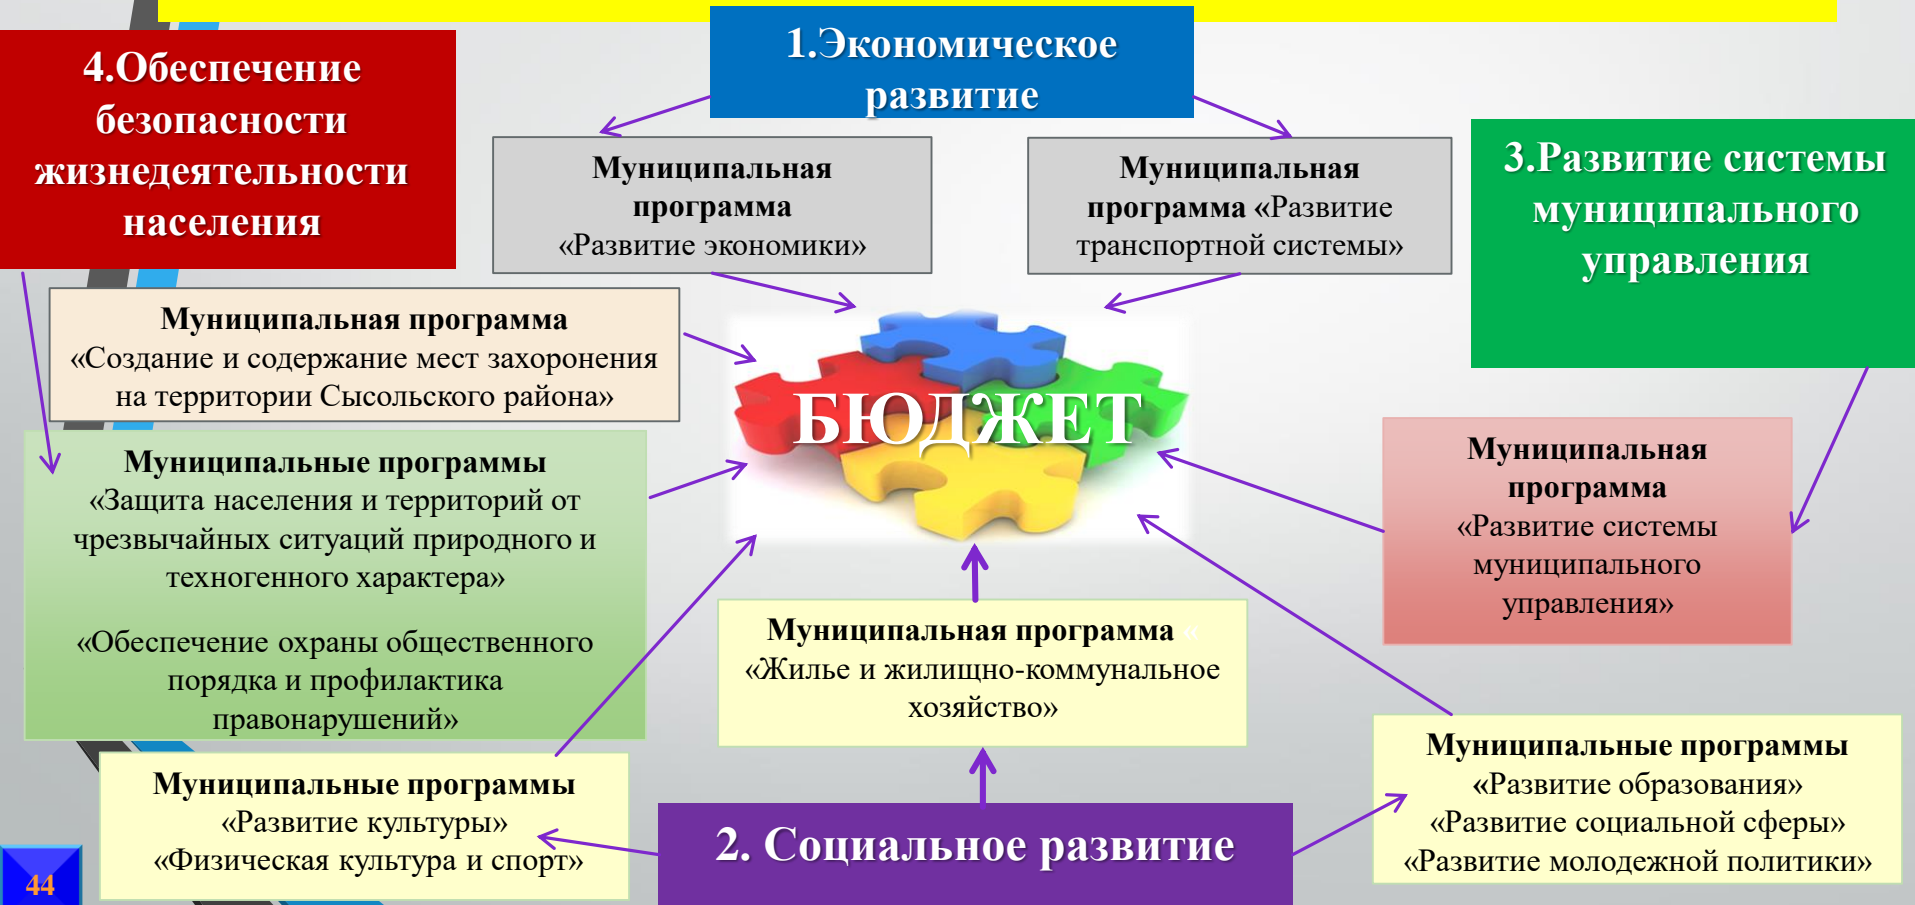 1.Экономическое
развитие
4.Обеспечение
безопасности
жизнедеятельности
населения
Муниципальная
программа
«Развитие экономики»
Муниципальная
программа «Развитие
транспортной системы»
3.Развитие системы
муниципального
управления
Муниципальная программа
«Создание и содержание мест захоронения
на территории Сысольского района»
БЮДЖЕТ
Муниципальные программы
«Защита населения и территорий от
чрезвычайных ситуаций природного и
техногенного характера»
«Обеспечение охраны общественного
порядка и профилактика
правонарушений»
Муниципальная
программа
«Развитие системы
муниципального
управления»
Муниципальная программа «
«Жилье и жилищно-коммунальное
хозяйство»
Муниципальные программы
«Развитие культуры»
«Физическая культура и спорт»
2. Социальное развитие
Муниципальные программы
«Развитие образования»
«Развитие социальной сферы»
«Развитие молодежной политики»
44